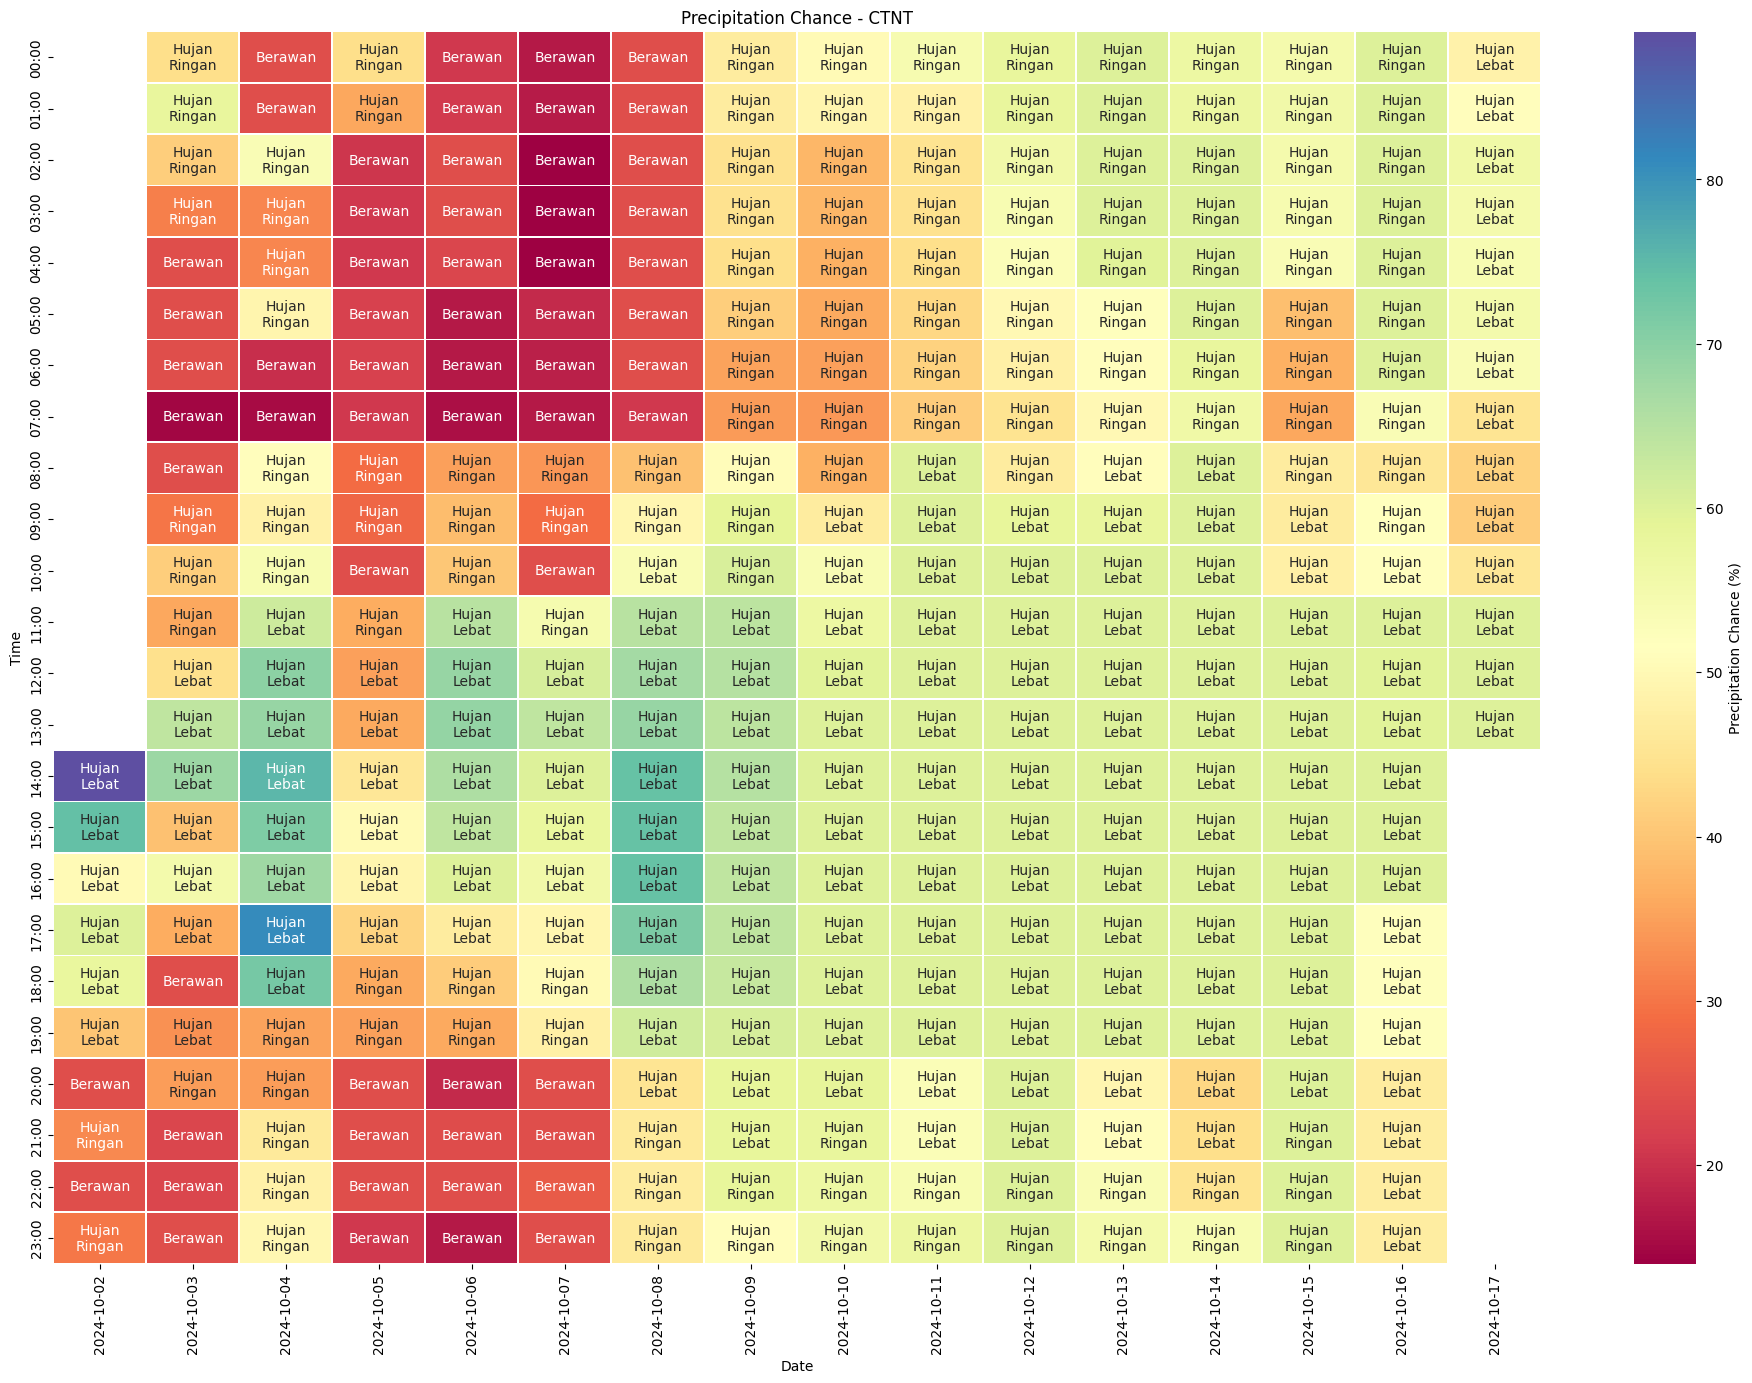 Precipitation Chance - CTNT
00:00 Hujan Ringan Berawan Hujan Ringan Berawan Berawan Berawan Hujan Ringan Hujan Ringan Hujan Ringan Hujan Ringan Hujan Ringan Hujan Ringan Hujan Ringan Hujan Ringan Hujan Lebat
01:00 Hujan Ringan Berawan Hujan Ringan Berawan Berawan Berawan Hujan Ringan Hujan Ringan Hujan Ringan Hujan Ringan Hujan Ringan Hujan Ringan Hujan Ringan Hujan Ringan Hujan Lebat
02:00 Hujan Ringan Hujan Ringan Berawan Berawan Berawan Berawan Hujan Ringan Hujan Ringan Hujan Ringan Hujan Ringan Hujan Ringan Hujan Ringan Hujan Ringan Hujan Ringan Hujan Lebat
03:00 Hujan Ringan Hujan Ringan Berawan Berawan Berawan Berawan Hujan Ringan Hujan Ringan Hujan Ringan Hujan Ringan Hujan Ringan Hujan Ringan Hujan Ringan Hujan Ringan Hujan Lebat
04:00 Berawan Hujan Ringan Berawan Berawan Berawan Berawan Hujan Ringan Hujan Ringan Hujan Ringan Hujan Ringan Hujan Ringan Hujan Ringan Hujan Ringan Hujan Ringan Hujan Lebat
05:00 Berawan Hujan Ringan Berawan Berawan Berawan Berawan Hujan Ringan Hujan Ringan Hujan Ringan Hujan Ringan Hujan Ringan Hujan Ringan Hujan Ringan Hujan Ringan Hujan Lebat
06:00 Berawan Berawan Berawan Berawan Berawan Berawan Hujan Ringan Hujan Ringan Hujan Ringan Hujan Ringan Hujan Ringan Hujan Ringan Hujan Ringan Hujan Ringan Hujan Lebat
07:00 Berawan Berawan Berawan Berawan Berawan Berawan Hujan Ringan Hujan Ringan Hujan Ringan Hujan Ringan Hujan Ringan Hujan Ringan Hujan Ringan Hujan Ringan Hujan Lebat
08:00 Berawan Hujan Ringan Hujan Ringan Hujan Ringan Hujan Ringan Hujan Ringan Hujan Ringan Hujan Ringan Hujan Lebat Hujan Ringan Hujan Lebat Hujan Lebat Hujan Ringan Hujan Ringan Hujan Lebat
09:00 Hujan Ringan Hujan Ringan Hujan Ringan Hujan Ringan Hujan Ringan Hujan Ringan Hujan Ringan Hujan Lebat Hujan Lebat Hujan Lebat Hujan Lebat Hujan Lebat Hujan Lebat Hujan Ringan Hujan Lebat
10:00 Hujan Ringan Hujan Ringan Berawan Hujan Ringan Berawan Hujan Lebat Hujan Ringan Hujan Lebat Hujan Lebat Hujan Lebat Hujan Lebat Hujan Lebat Hujan Lebat Hujan Lebat Hujan Lebat
11:00 Hujan Ringan Hujan Lebat Hujan Ringan Hujan Lebat Hujan Ringan Hujan Lebat Hujan Lebat Hujan Lebat Hujan Lebat Hujan Lebat Hujan Lebat Hujan Lebat Hujan Lebat Hujan Lebat Hujan Lebat
12:00 Hujan Lebat Hujan Lebat Hujan Lebat Hujan Lebat Hujan Lebat Hujan Lebat Hujan Lebat Hujan Lebat Hujan Lebat Hujan Lebat Hujan Lebat Hujan Lebat Hujan Lebat Hujan Lebat Hujan Lebat
13:00 Hujan Lebat Hujan Lebat Hujan Lebat Hujan Lebat Hujan Lebat Hujan Lebat Hujan Lebat Hujan Lebat Hujan Lebat Hujan Lebat Hujan Lebat Hujan Lebat Hujan Lebat Hujan Lebat Hujan Lebat
14:00 Hujan Lebat Hujan Lebat Hujan Lebat Hujan Lebat Hujan Lebat Hujan Lebat Hujan Lebat Hujan Lebat Hujan Lebat Hujan Lebat Hujan Lebat Hujan Lebat Hujan Lebat Hujan Lebat Hujan Lebat
15:00 Hujan Lebat Hujan Lebat Hujan Lebat Hujan Lebat Hujan Lebat Hujan Lebat Hujan Lebat Hujan Lebat Hujan Lebat Hujan Lebat Hujan Lebat Hujan Lebat Hujan Lebat Hujan Lebat Hujan Lebat
16:00 Hujan Lebat Hujan Lebat Hujan Lebat Hujan Lebat Hujan Lebat Hujan Lebat Hujan Lebat Hujan Lebat Hujan Lebat Hujan Lebat Hujan Lebat Hujan Lebat Hujan Lebat Hujan Lebat Hujan Lebat
17:00 Hujan Lebat Hujan Lebat Hujan Lebat Hujan Lebat Hujan Lebat Hujan Lebat Hujan Lebat Hujan Lebat Hujan Lebat Hujan Lebat Hujan Lebat Hujan Lebat Hujan Lebat Hujan Lebat Hujan Lebat
18:00 Hujan Lebat Berawan Hujan Lebat Hujan Ringan Hujan Ringan Hujan Ringan Hujan Lebat Hujan Lebat Hujan Lebat Hujan Lebat Hujan Lebat Hujan Lebat Hujan Lebat Hujan Lebat Hujan Lebat
19:00 Hujan Lebat Hujan Lebat Hujan Ringan Hujan Ringan Hujan Ringan Hujan Ringan Hujan Lebat Hujan Lebat Hujan Lebat Hujan Lebat Hujan Lebat Hujan Lebat Hujan Lebat Hujan Lebat Hujan Lebat
20:00 Berawan Hujan Ringan Hujan Ringan Berawan Berawan Berawan Hujan Lebat Hujan Lebat Hujan Lebat Hujan Lebat Hujan Lebat Hujan Lebat Hujan Lebat Hujan Lebat Hujan Lebat
21:00 Hujan Ringan Berawan Hujan Ringan Berawan Berawan Berawan Hujan Ringan Hujan Lebat Hujan Ringan Hujan Lebat Hujan Lebat Hujan Lebat Hujan Lebat Hujan Ringan Hujan Lebat
22:00 Berawan Berawan Hujan Ringan Berawan Berawan Berawan Hujan Ringan Hujan Ringan Hujan Ringan Hujan Ringan Hujan Ringan Hujan Ringan Hujan Ringan Hujan Ringan Hujan Lebat
23:00 Hujan Ringan Berawan Hujan Ringan Berawan Berawan Berawan Hujan Ringan Hujan Ringan Hujan Ringan Hujan Ringan Hujan Ringan Hujan Ringan Hujan Ringan Hujan Ringan Hujan Lebat
Time
2024-10-02 2024-10-03 2024-10-04 2024-10-05 2024-10-06 2024-10-07 2024-10-08 2024-10-09 2024-10-10 2024-10-11 2024-10-12 2024-10-13 2024-10-14 2024-10-15 2024-10-16 2024-10-17
Date
80
70
60
50
40
30
20
Precipitation Chance (%)